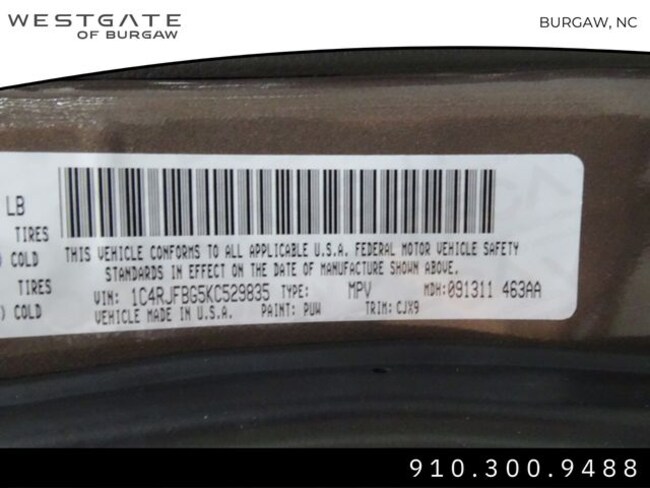 WESTGATE
OF BURGAW
BURGAW, NC
LB
TIRES
COLD
TIRES
) COLD
THIS VEHICLE CONFORMS TO ALL APPLICABLE U.S.A. FEDERAL MOTOR VEHICLE SAFETY
STANDARDS IN EFFECT ON THE DATE OF MANUFACTURE SHOWN ABOVE.
VIN: 1C4RJFBG5KC529835 TYPE: MPV MDH:091311 463AA
VEHICLE MADE IN U.S.A. PAINT: PUW TRIM: CJX9
910.300.9488